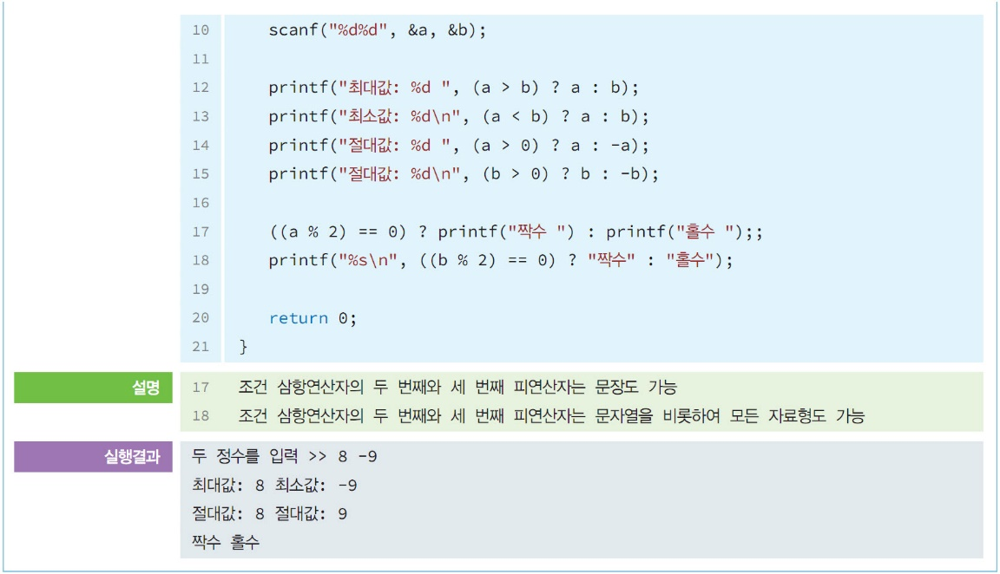 10 scanf("%d%d", &a, &b);
11
12 printf("최대값: %d ", (a > b) ? a : b);
13 printf("최소값: %d\n", (a < b) ? a : b);
14 printf("절대값: %d ", (a > 0) ? a : -a);
15 printf("절대값: %d\n", (b > 0) ? b : -b);
16
17 ((a % 2) == 0) ? printf("짝수 ") : printf("홀수 ");;
18 printf("%s\n", ((b % 2) == 0) ? "짝수" : "홀수");
19
20 return 0;
21 }
설명
17 조건 삼항연산자의 두 번째와 세 번째 피연산자는 문장도 가능
18 조건 삼항연산자의 두 번째와 세 번째 피연산자는 문자열을 비롯하여 모든 자료형도 가능
실행결과
두 정수를 입력 >> 8 -9
최대값: 8 최소값: -9
절대값: 8 절대값: 9
짝수 홀수